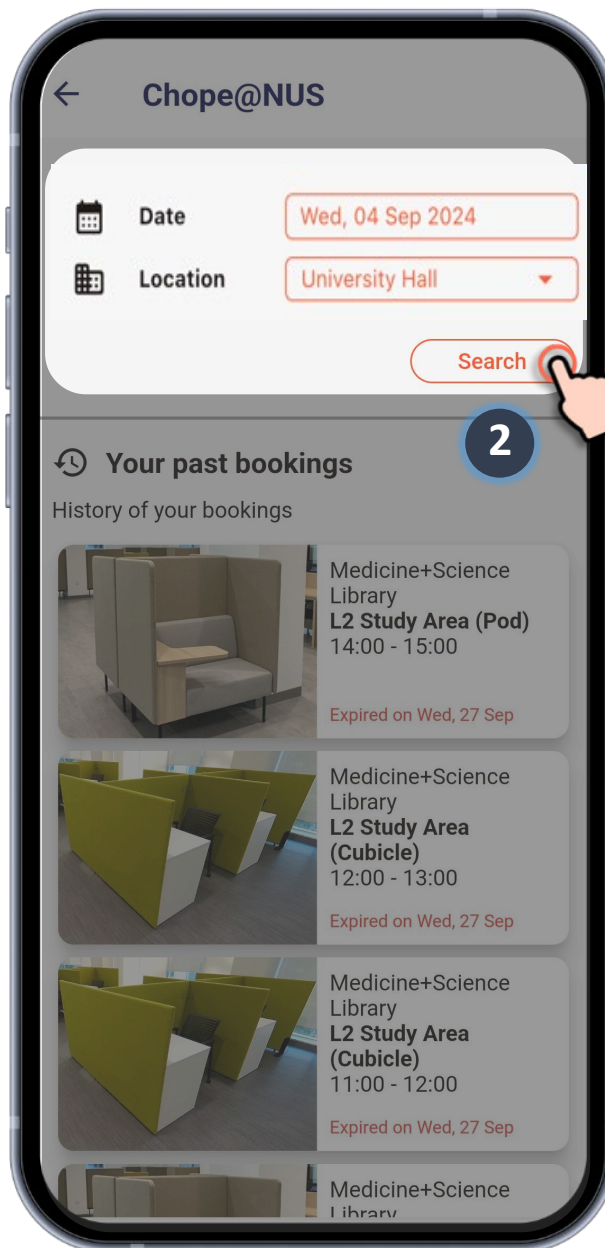 Chope@NUS
Date
Wed, 04 Sep 2024
Location
University Hall
Search
2
Your past bookings
History of your bookings
Medicine+Science
Library
L2 Study Area (Pod)
14:00 - 15:00
Expired on Wed, 27 Sep
Medicine+Science
Library
L2 Study Area
(Cubicle)
12:00 - 13:00
Expired on Wed, 27 Sep
Medicine+Science
Library
L2 Study Area
(Cubicle)
11:00 - 12:00
Expired on Wed, 27 Sep
Medicine+Science
Library